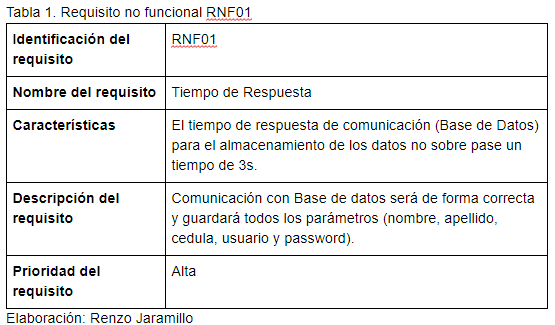 Tabla 1. Requisito no funcional RNF01
Identificación del requisito
RNF01
Nombre del requisito
Tiempo de Respuesta
Características
El tiempo de respuesta de comunicación (Base de Datos)
para el almacenamiento de los datos no sobre pase un
tiempo de 3s.
Descripción del requisito
Comunicación con Base de datos será de forma correcta
y guardará todos los parámetros (nombre, apellido,
cedula, usuario y password).
Prioridad del requisito
Alta
Elaboración: Renzo Jaramillo